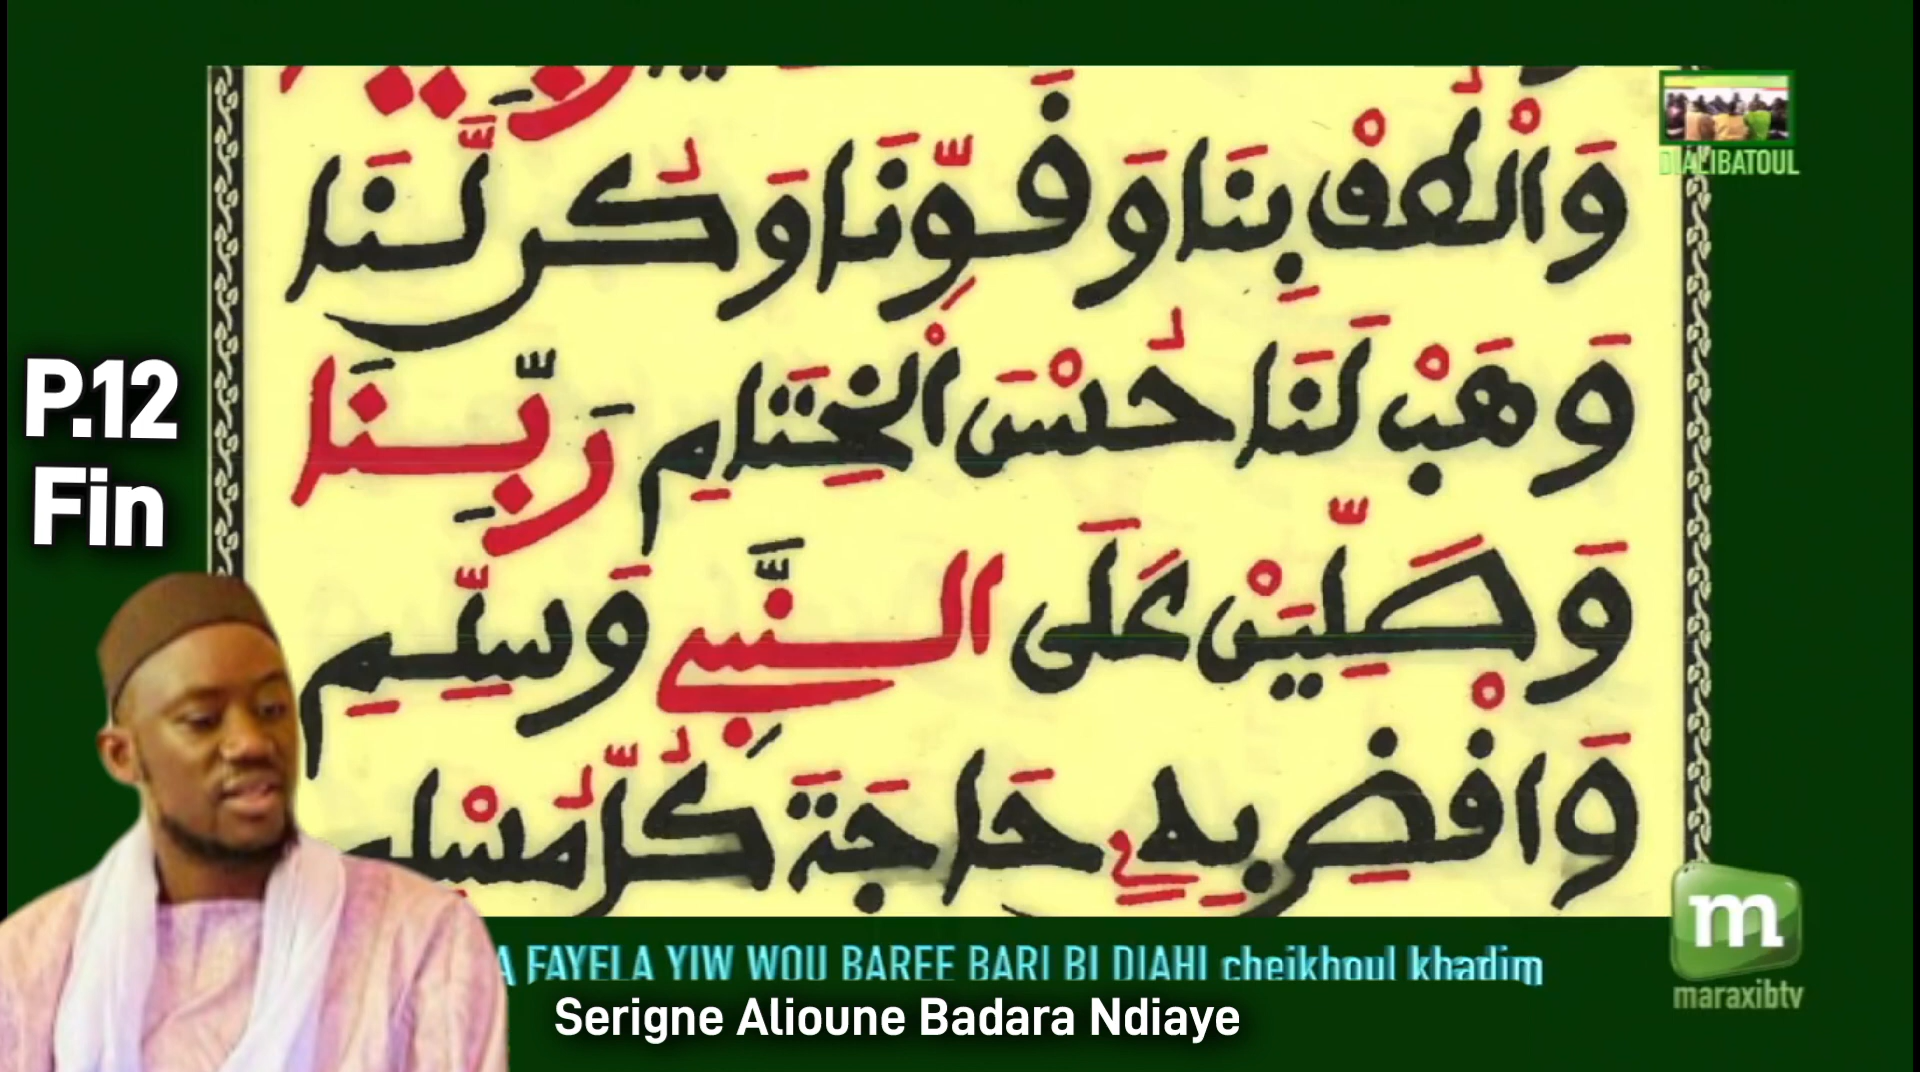 وَالْطُفْ بِنَا وَقَوِّنَا وَكُن لَّنَا
وَهَبْ لَنَا حُسْنَ الْخِتَامِ رَبِّنَا
وَصَلِّيَنْ عَلَى النَّبِي وَسَلِّمِ
وَاقْضِ بِهِ حَاجَةَ كُلِّ مُسْلِمِ
DIALIBATOUL
P.12
Fin
A FAYELA YIW WOU BAREE BARI BI DIAHI cheikhoul khadim
Serigne Alioune Badara Ndiaye
m
maraxibtv